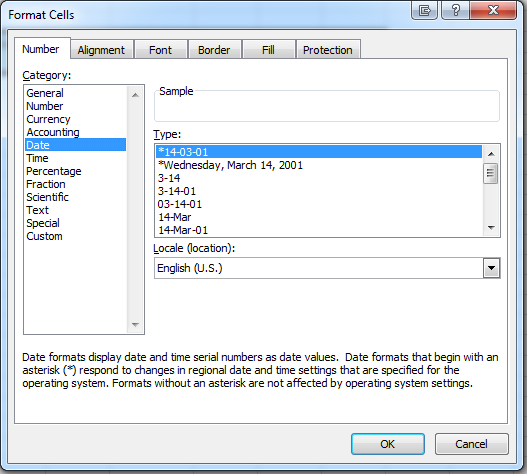 Format Cells
Number Alignment Font Border Fill Protection
Category:
General
Number
Currency
Accounting
Date
Time
Percentage
Fraction
Scientific
Text
Special
Custom
Sample
Type:
*14-03-01
*Wednesday, March 14, 2001
3-14
3-14-01
03-14-01
14-Mar
14-Mar-01
Locale (location):
English (U.S.)
Date formats display date and time serial numbers as date values.  Date formats that begin with an
asterisk (*) respond to changes in regional date and time settings that are specified for the
operating system. Formats without an asterisk are not affected by operating system settings.
OK Cancel